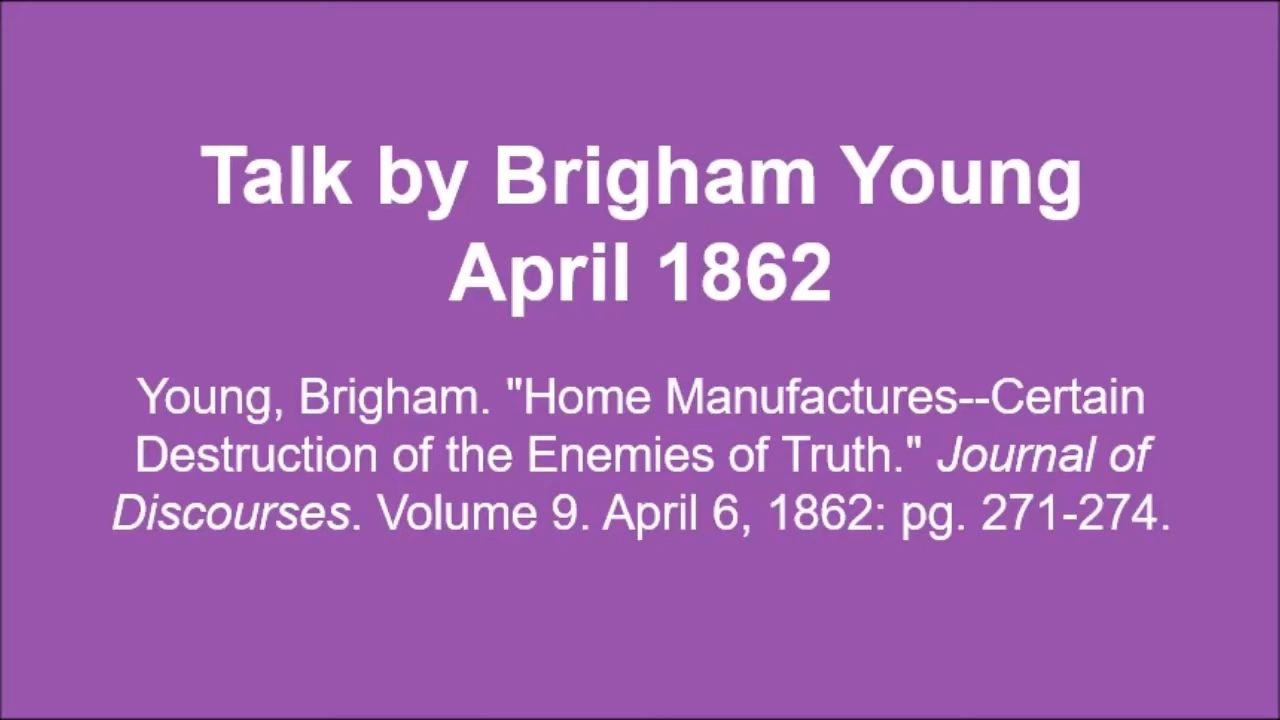 Talk by Brigham Young
April 1862
Young, Brigham. "Home Manufactures--Certain
Destruction of the Enemies of Truth." Journal of
Discourses. Volume 9. April 6, 1862: pg. 271-274.